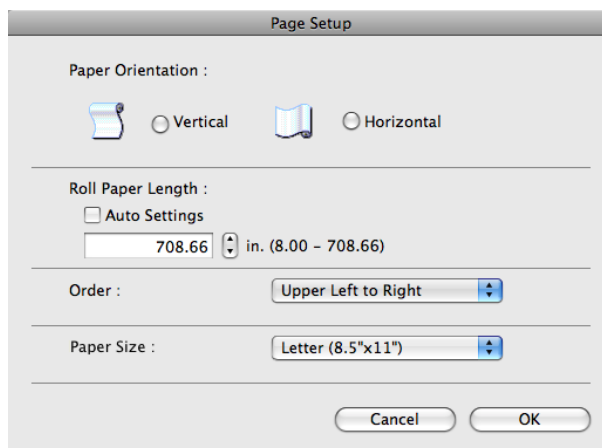 Page Setup
Paper Orientation :
Vertical Horizontal
Roll Paper Length :
Auto Settings
708.66 in. (8.00 – 708.66)
Order : Upper Left to Right
Paper Size : Letter (8.5"x11")
Cancel OK